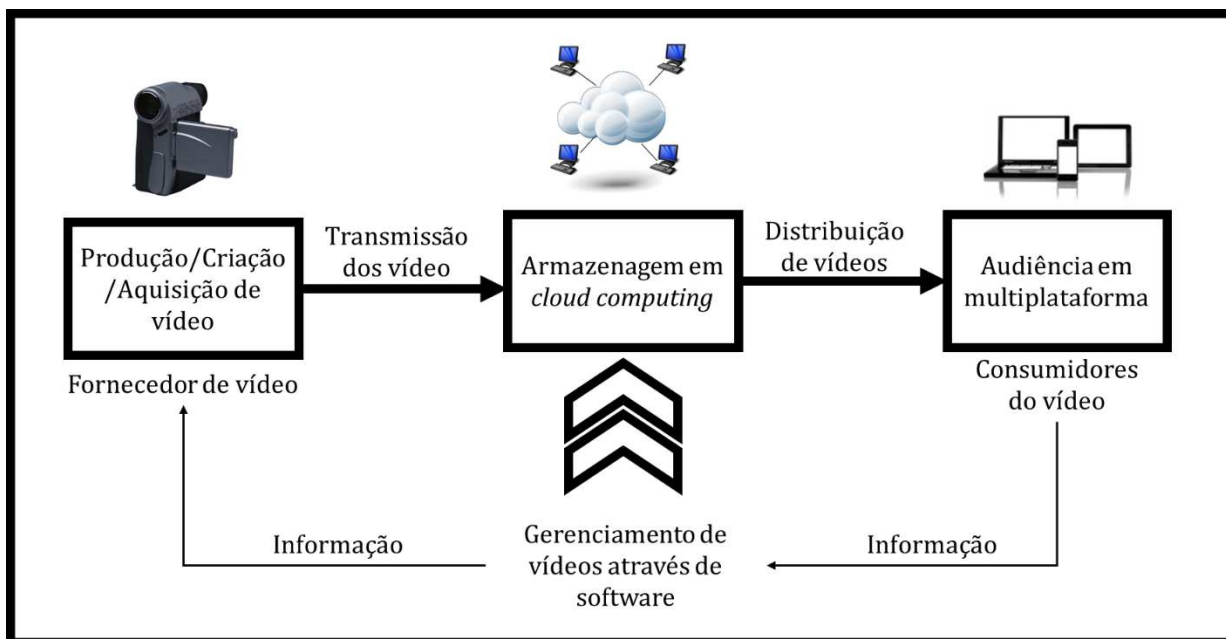 Produção/Criação
/Aquisição de
vídeo
Fornecedor de vídeo
Transmissão
dos vídeo
Armazenagem em
cloud computing
Distribuição
de vídeos
Audiência em
multiplataforma
Consumidores
do vídeo
Informação
Gerenciamento de
vídeos através de
software
Informação